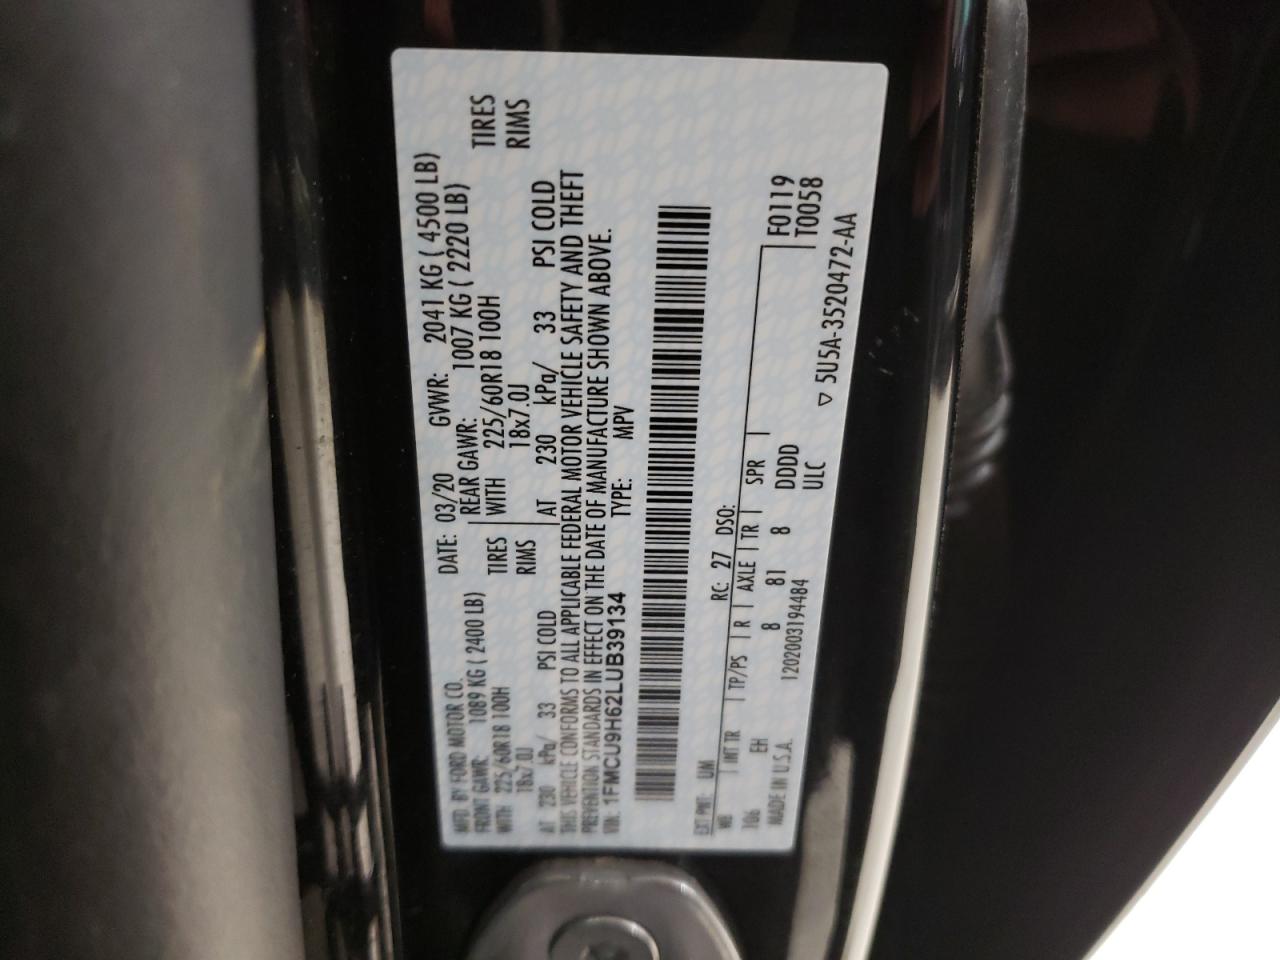 MFD. BY FORD MOTOR CO. DATE: 03/20 GVWR: 2041 KG ( 4500 LB)
FRONT GAWR: 1089 KG ( 2400 LB) REAR GAWR: 1007 KG ( 2220 LB)
WITH 225/60R18 100H TIRES WITH 225/60R18 100H TIRES
18x7.0J RIMS 18x7.0J RIMS
AT 230 kPa/ 33 PSI COLD AT 230 kPa/ 33 PSI COLD
THIS VEHICLE CONFORMS TO ALL APPLICABLE FEDERAL MOTOR VEHICLE SAFETY AND THEFT
PREVENTION STANDARDS IN EFFECT ON THE DATE OF MANUFACTURE SHOWN ABOVE.
VIN: 1FMCU9H62LUB39134 TYPE: MPV
EXT PNT: UM RC: 27 DSO:
WB INT TR TP/PS R AXLE TR SPR F0119
106 EH 8 81 8 DDDD T0058
MADE IN U.S.A. 1202003194484 ULC
▽ 5U5A-3520472-AA